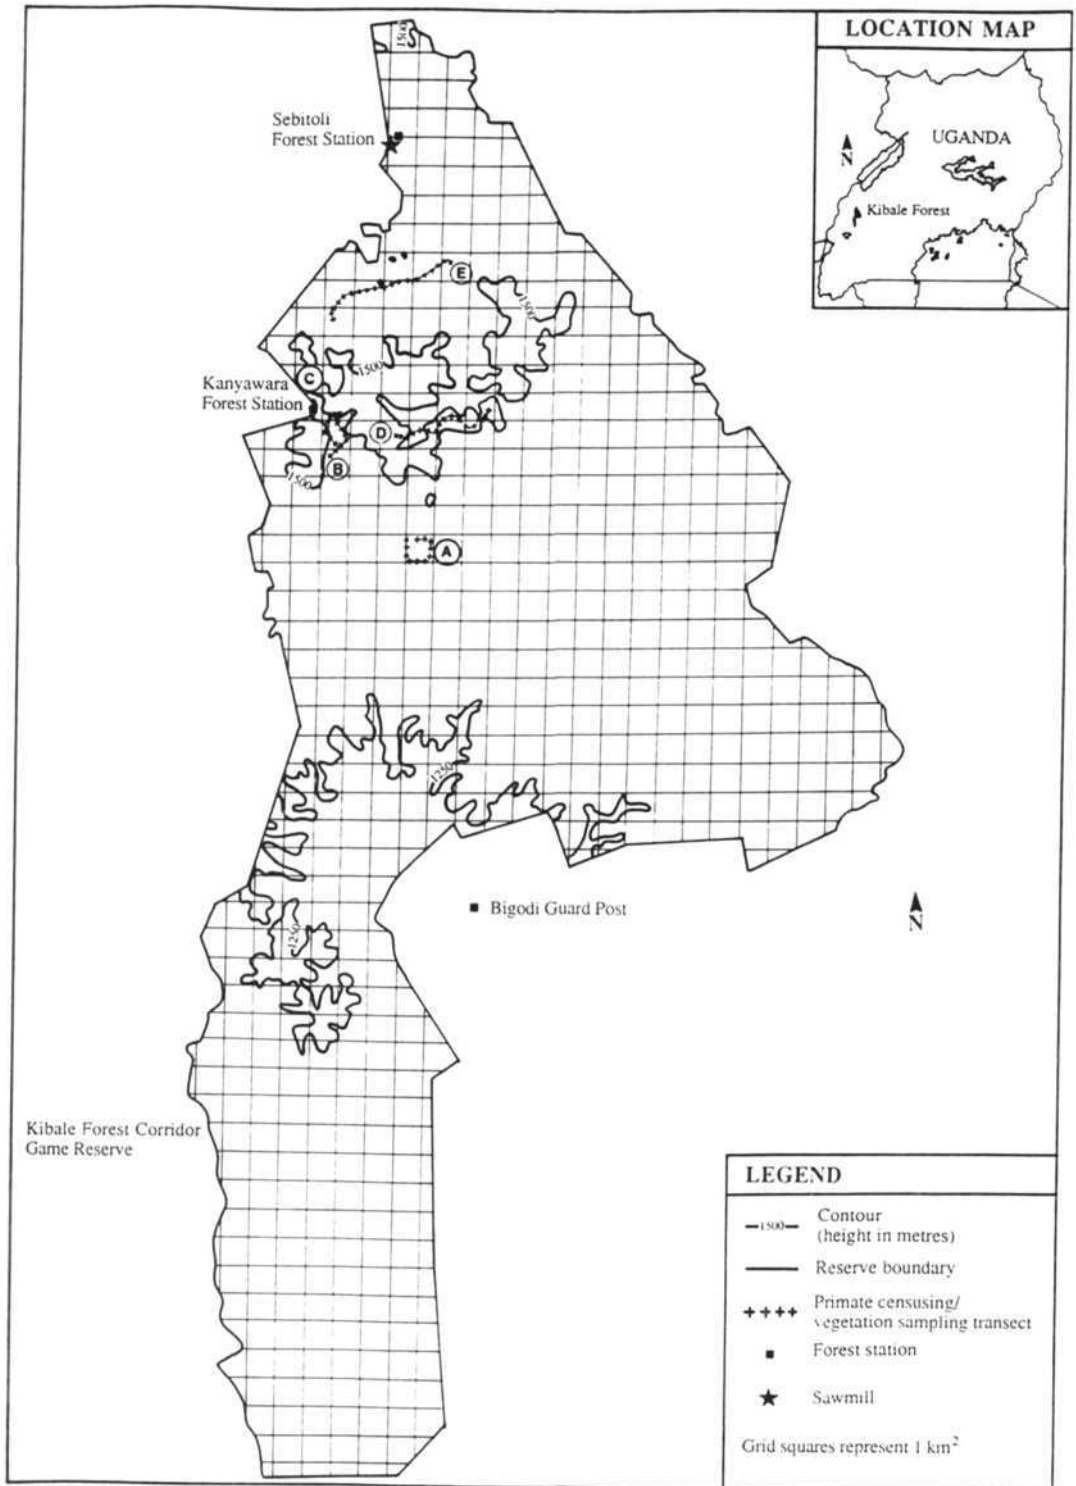 LOCATION MAP
UGANDA
N
Kibale Forest
1500
Sebitoli
Forest Station
E
1500
C
1500
Kanyawara
Forest Station
D
B
1500
A
1250
Bigodi Guard Post
N
1250
Kibale Forest Corridor
Game Reserve
LEGEND
1500 Contour
(height in metres)
Reserve boundary
Primate censusing/
vegetation sampling transect
Forest station
Sawmill
Grid squares represent 1 km²